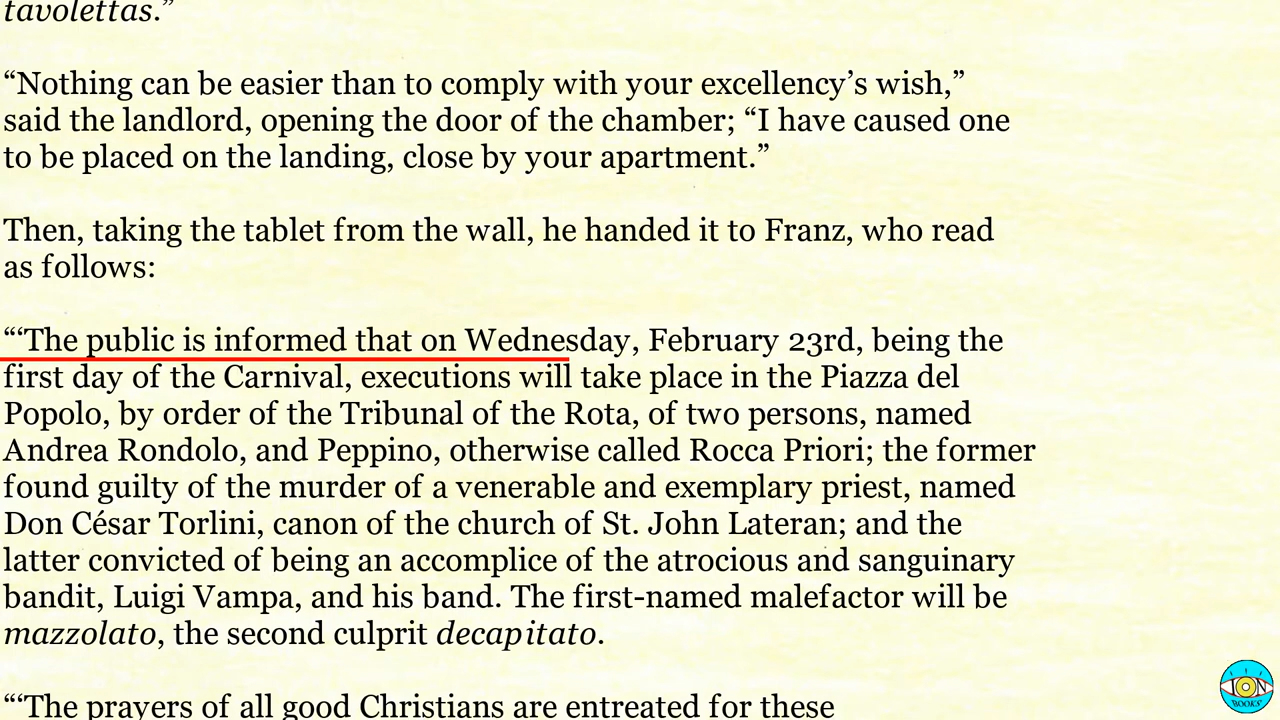 tavolettas.”
“Nothing can be easier than to comply with your excellency’s wish,”
said the landlord, opening the door of the chamber; “I have caused one
to be placed on the landing, close by your apartment.”
Then, taking the tablet from the wall, he handed it to Franz, who read
as follows:
“‘The public is informed that on Wednesday, February 23rd, being the
first day of the Carnival, executions will take place in the Piazza del
Popolo, by order of the Tribunal of the Rota, of two persons, named
Andrea Rondolo, and Peppino, otherwise called Rocca Priori; the former
found guilty of the murder of a venerable and exemplary priest, named
Don César Torlini, canon of the church of St. John Lateran; and the
latter convicted of being an accomplice of the atrocious and sanguinary
bandit, Luigi Vampa, and his band. The first-named malefactor will be
mazzolato, the second culprit decapitato.
“‘The prayers of all good Christians are entreated for these
ION
BOOKS